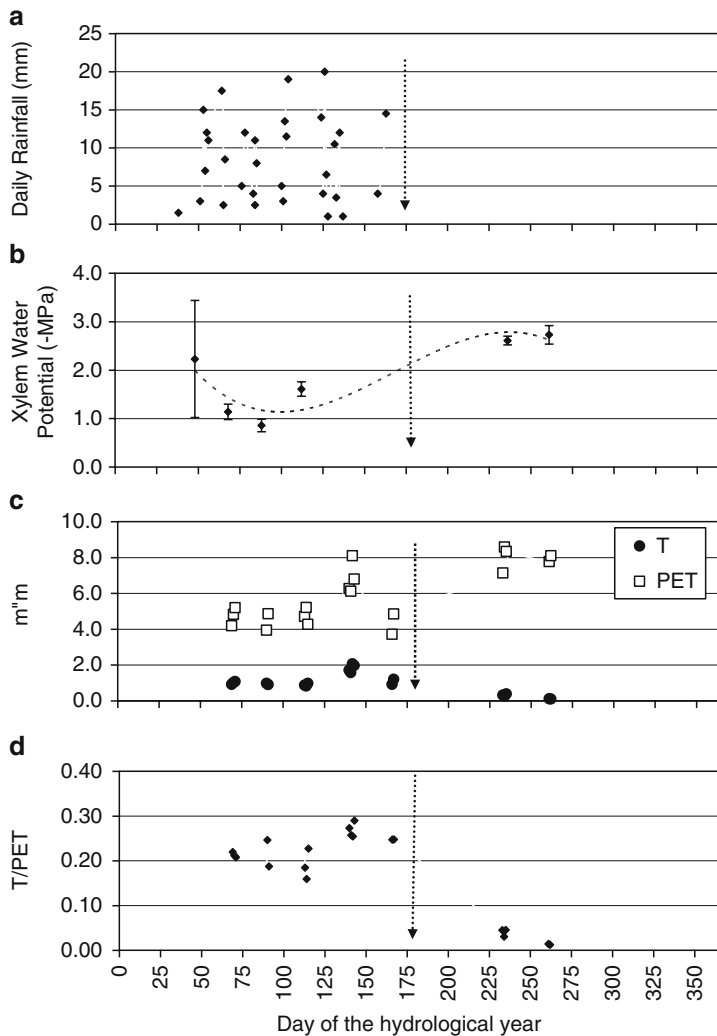 a
Daily Rainfall (mm)
25
20
15
10
5
0
b
Xylem Water
Potential (-MPa)
4.0
3.0
2.0
1.0
0.0
c
m"m
10.0
8.0
6.0
4.0
2.0
0.0
T
PET
d
T/PET
0.40
0.30
0.20
0.10
0.00
0 25 50 75 100 125 150 175 200 225 250 275 300 325 350
Day of the hydrological year